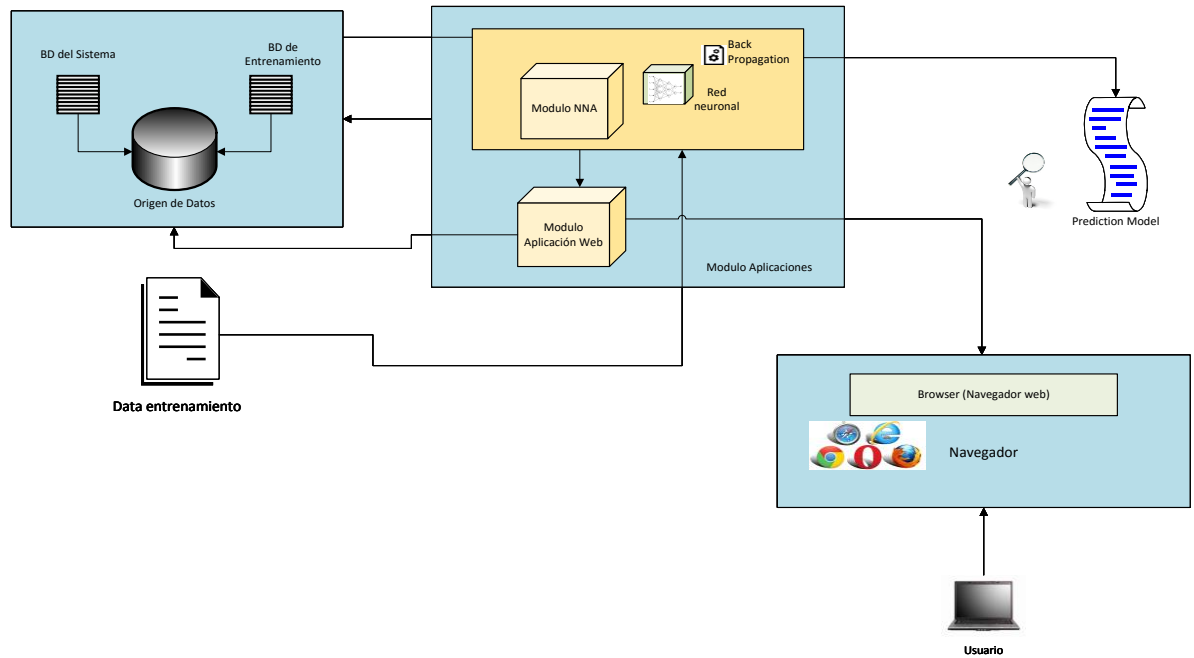 BD del Sistema
BD de
Entrenamiento
Origen de Datos
Back
Propagation
Red
neuronal
Modulo NNA
Modulo
Aplicación Web
Modulo Aplicaciones
Prediction Model
Data entrenamiento
Browser (Navegador web)
Navegador
Usuario